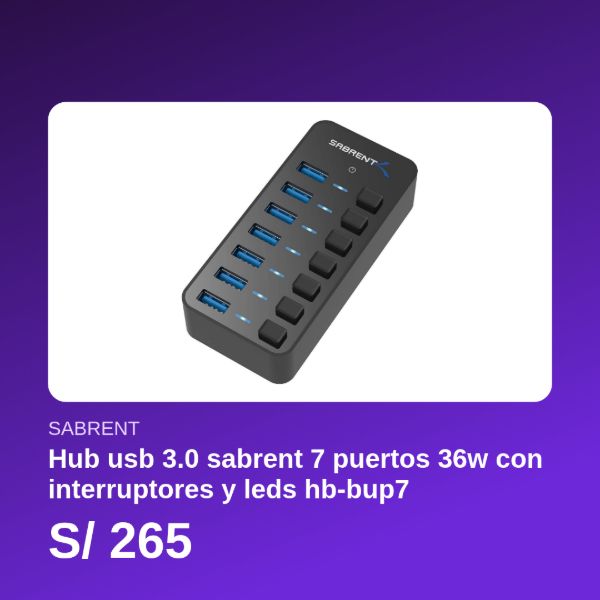 SABRENT
SABRENT
Hub usb 3.0 sabrent 7 puertos 36w con
interruptores y leds hb-bup7
S/ 265